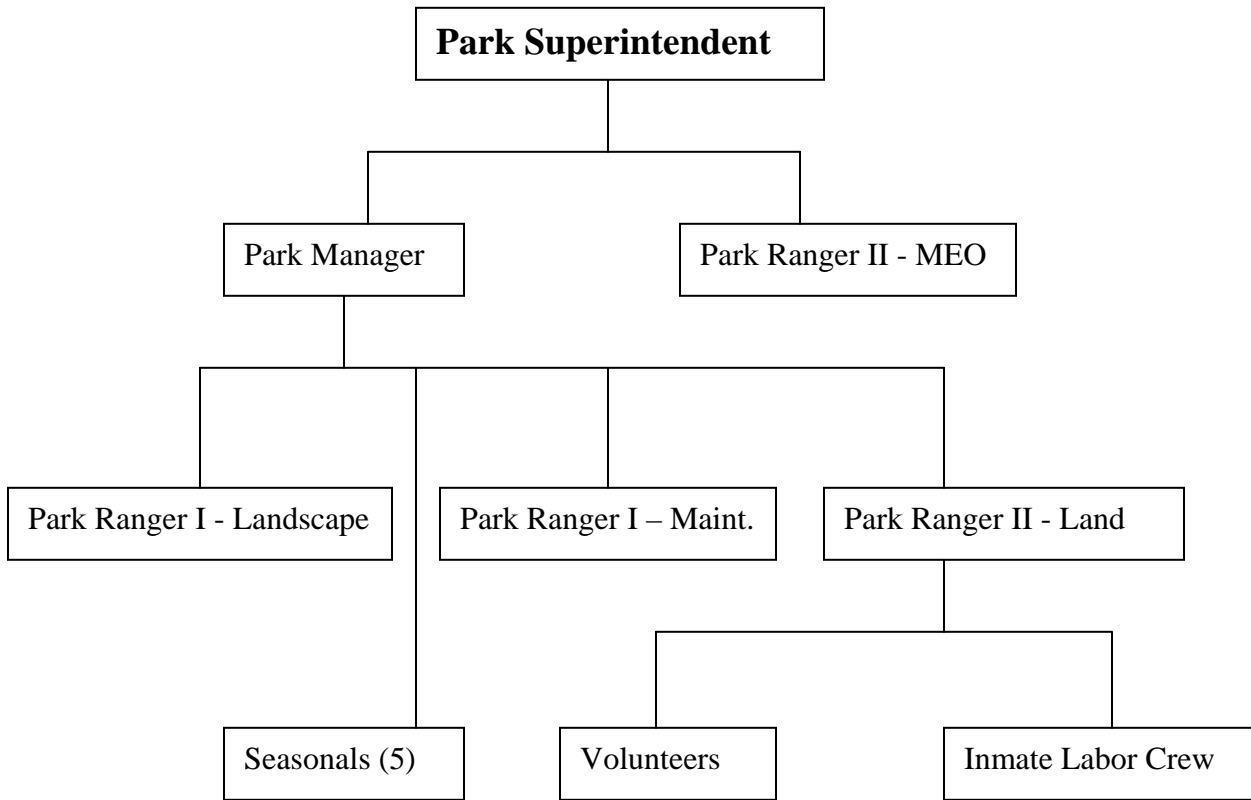 Park Superintendent
Park Manager
Park Ranger II - MEO
Park Ranger I - Landscape
Park Ranger I – Maint.
Park Ranger II - Land
Seasonals (5)
Volunteers
Inmate Labor Crew